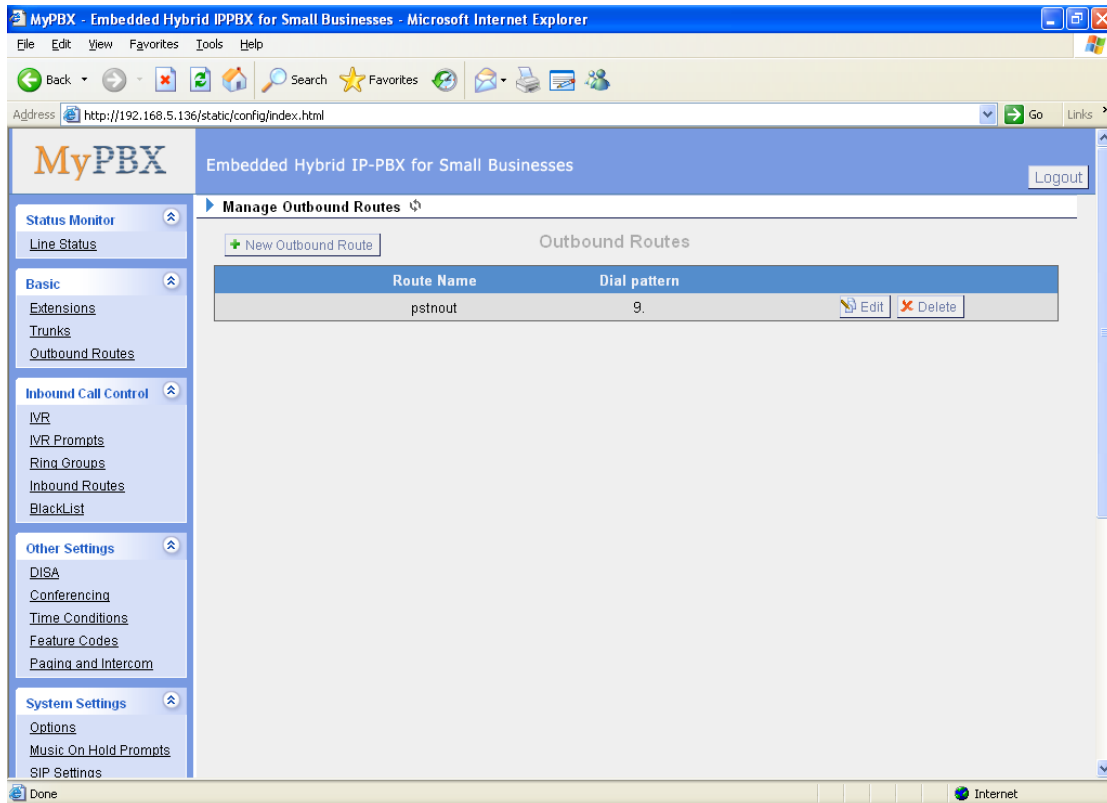 MyPBX - Embedded Hybrid IPPBX for Small Businesses - Microsoft Internet Explorer
File Edit View Favorites Tools Help
Back Search Favorites
Address http://192.168.5.136/static/config/index.html Go Links
MyPBX
Embedded Hybrid IP-PBX for Small Businesses
Logout
Status Monitor
Line Status
Basic
Extensions
Trunks
Outbound Routes
Inbound Call Control
IVR
IVR Prompts
Ring Groups
Inbound Routes
BlackList
Other Settings
DISA
Conferencing
Time Conditions
Feature Codes
Paging and Intercom
System Settings
Options
Music On Hold Prompts
SIP Settings
Manage Outbound Routes
New Outbound Route
Outbound Routes
Route Name Dial pattern
pstnout 9. Edit Delete
Done Internet